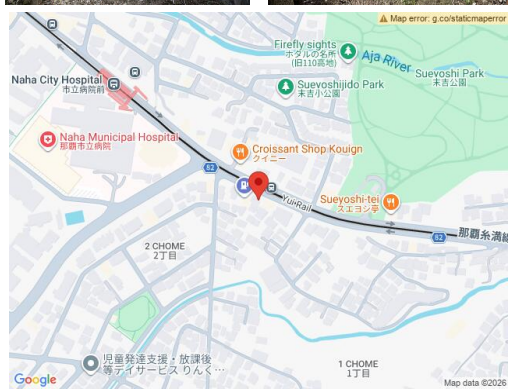 Map error: g.co/staticmaperror
Firefly sights
ホタルの名所
(旧110高地)
Aja River
Suevoshi Park
末吉公園
Naha City Hospital
市立病院前
Suevoshijido Park
末吉小公園
Naha Municipal Hospital
那覇市立病院
Croissant Shop Kouign
クイニー
82
Yui-Rail
Sueyoshi-tei
スエヨシ亭
82
那覇糸満線
2 CHOME
2丁目
児童発達支援・放課後
等デイサービス りんく…
1 CHOME
1丁目
Google
Map data ©2026